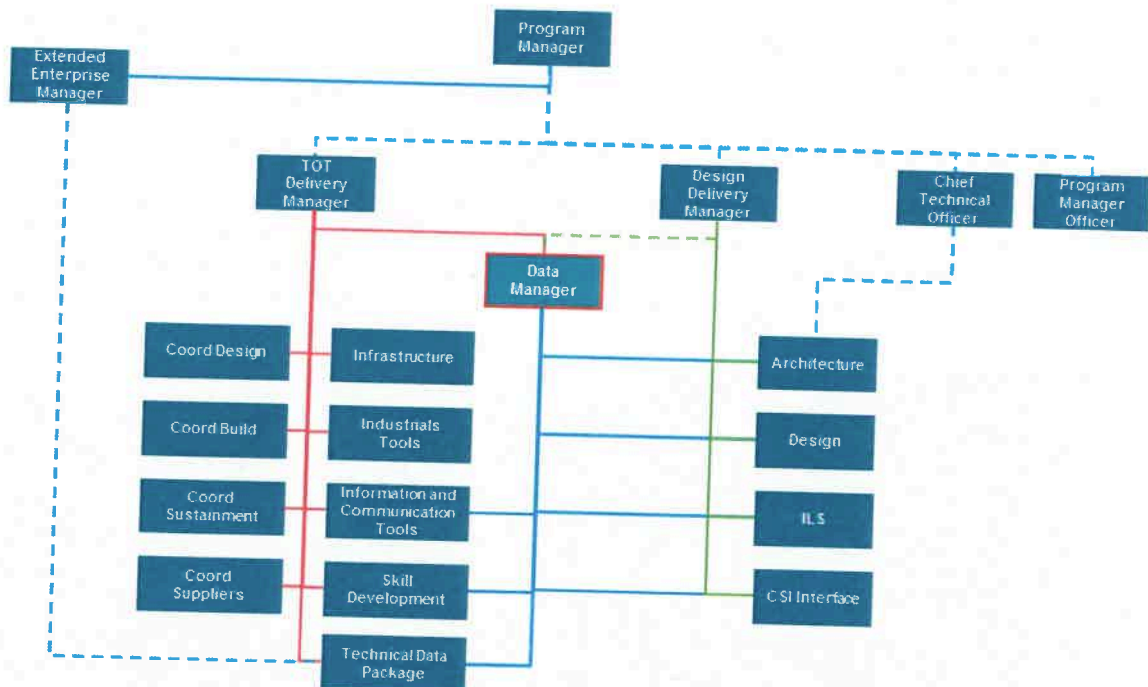 Program
Manager
Extended
Enterprise
Manager
TOT
Delivery
Manager
Design
Delivery
Manager
Chief
Technical
Officer
Program
Manager
Officer
Data
Manager
Coord Design
Infrastructure
Architecture
Coord Build
Industrials
Tools
Design
Coord
Sustainment
Information and
Communication
Tools
ILS
Coord
Suppliers
Skill
Development
CSI Interface
Technical Data
Package